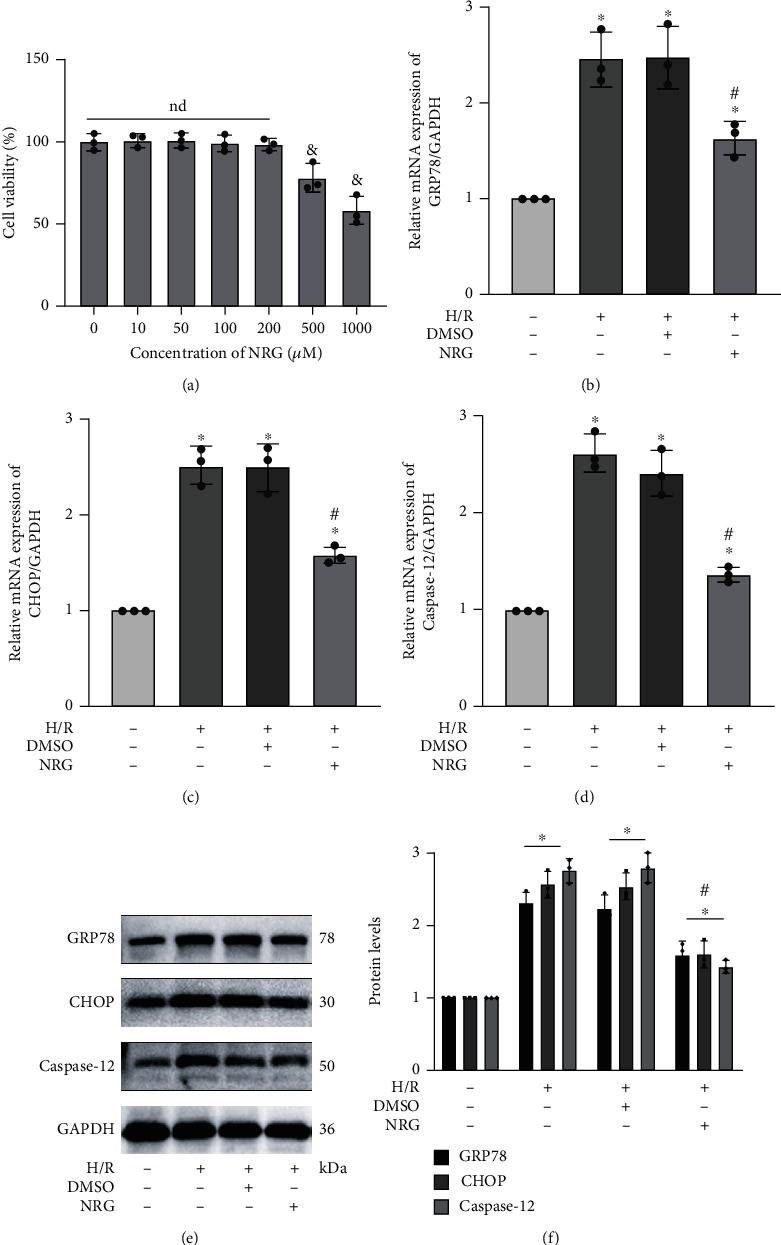 150
100
50
0
Cell viability (%)
nd
&
&
0 10 50 100 200 500 1000
Concentration of NRG (µM)
(a)
3
2
1
0
Relative mRNA expression of
GRP78/GAPDH
* * # *
H/R – + + +
DMSO – – + –
NRG – – – +
(b)
3
2
1
0
Relative mRNA expression of
CHOP/GAPDH
* * # *
H/R – + + +
DMSO – – + –
NRG – – – +
(c)
3
2
1
0
Relative mRNA expression of
Caspase-12/GAPDH
* * # *
H/R – + + +
DMSO – – + –
NRG – – – +
(d)
GRP78 78
CHOP 30
Caspase-12 50
GAPDH 36
H/R – + + + kDa
DMSO – – + –
NRG – – – +
(e)
3
2
1
0
Protein levels
* * # *
H/R – + + +
DMSO – – + –
NRG – – – +
GRP78
CHOP
Caspase-12
(f)